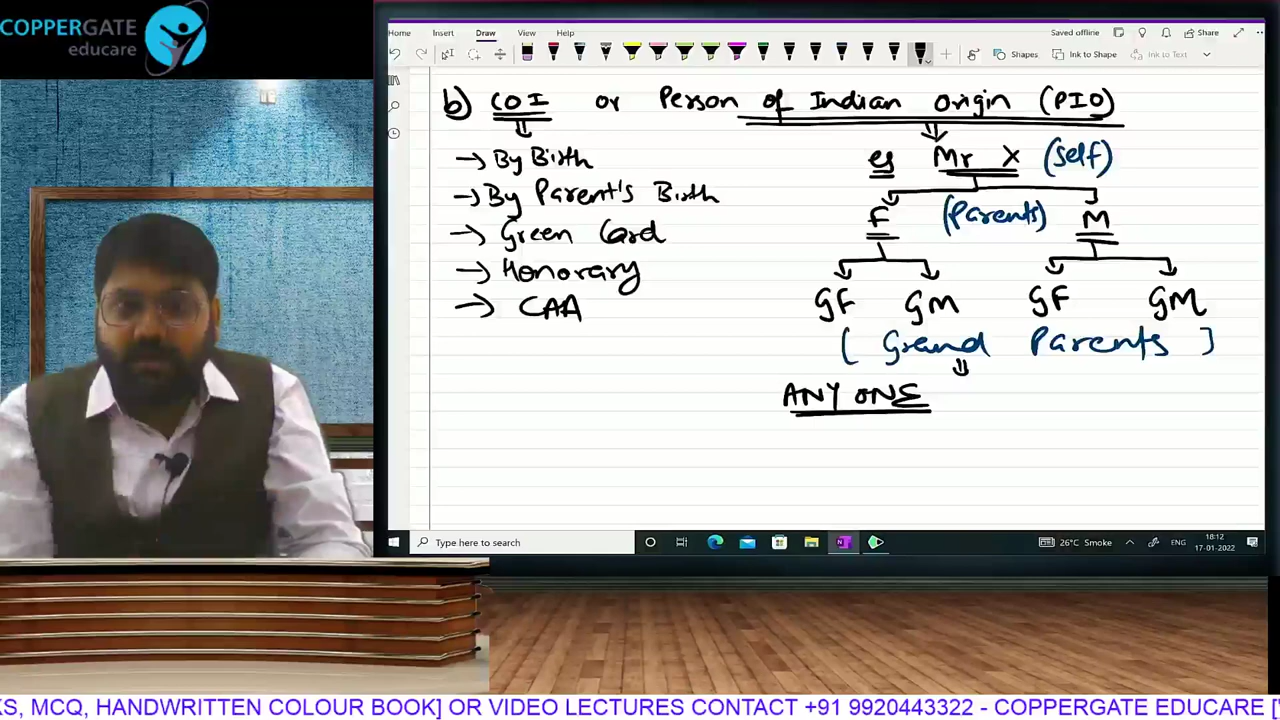 COPPERGATE
educare
Home Insert Draw View Help Saved offline Share
Shapes Ink to Shape Ink to Text
b) COI or Person of Indian origin (PIO)
→ By Birth
→ By Parent's Birth
→ Green Card
→ Honorary
→ CAA
eg Mr X (Self)
F (Parents) M
GF GM GF GM
( Grand Parents )
ANY ONE
Type here to search
26°C Smoke ENG 18:12
17-01-2022
KS, MCQ, HANDWRITTEN COLOUR BOOK] OR VIDEO LECTURES CONTACT +91 9920443322 - COPPERGATE EDUCARE [